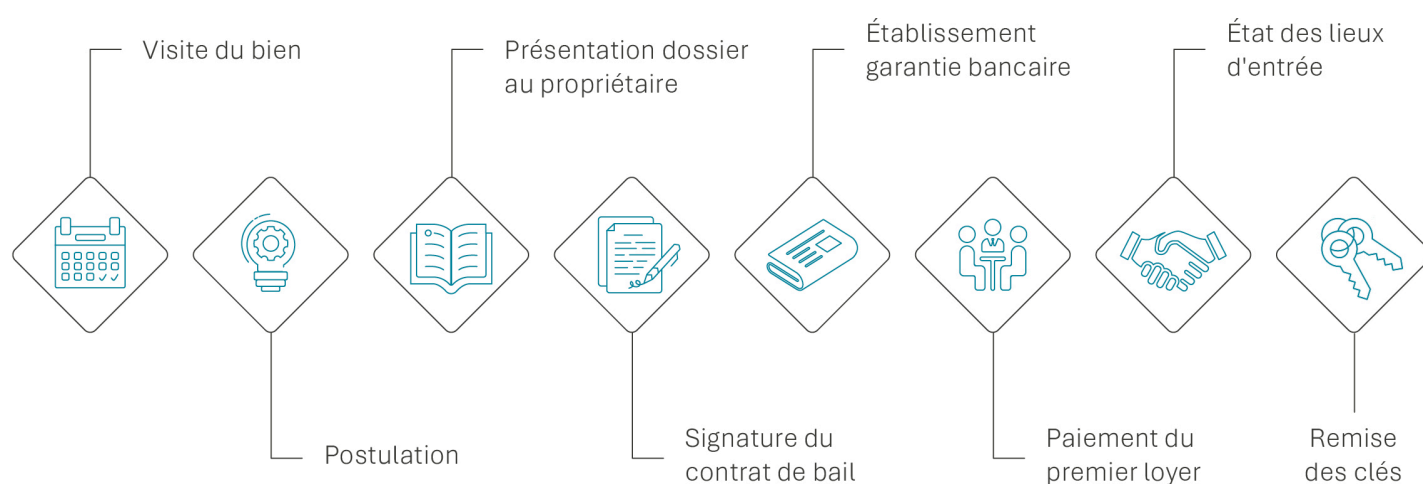 Visite du bien
Postulation
Présentation dossier
au propriétaire
Signature du
contrat de bail
Établissement
garantie bancaire
Paiement du
premier loyer
État des lieux
d'entrée
Remise
des clés